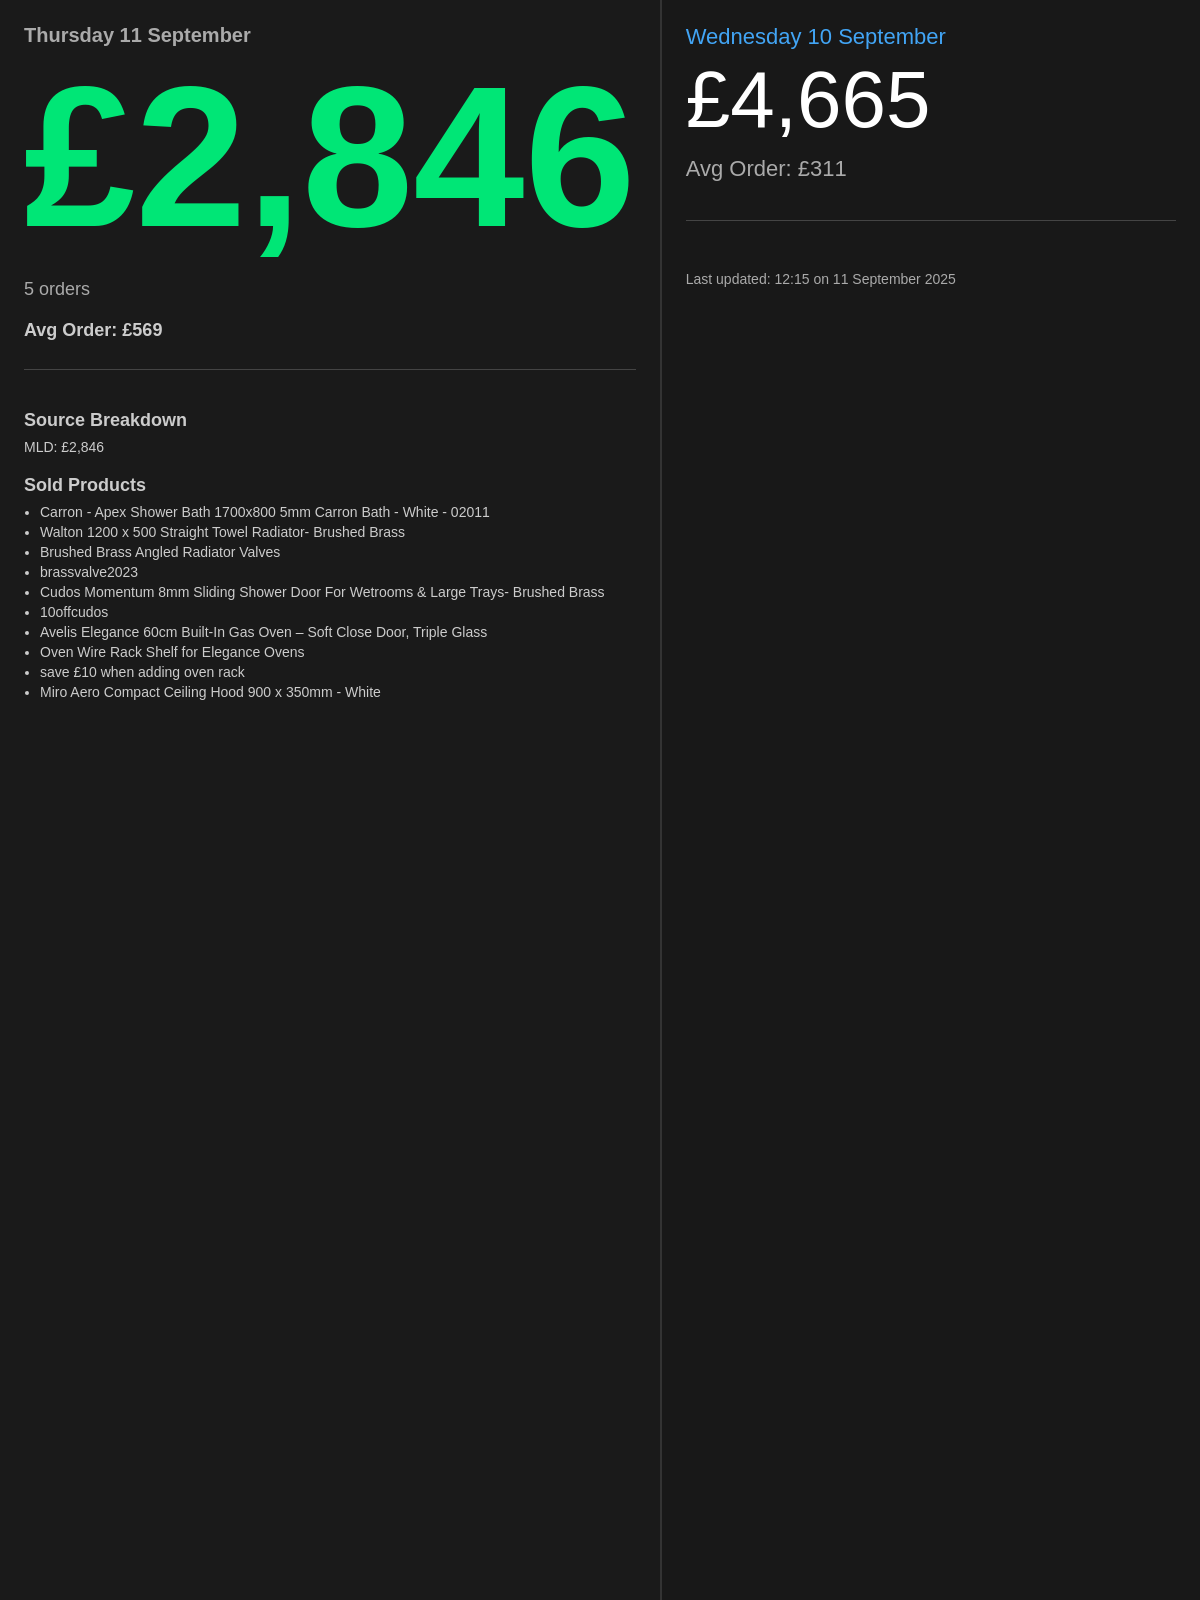 Thursday 11 September
£2,846
5 orders
Avg Order: £569
Source Breakdown
MLD: £2,846
Sold Products
• Carron - Apex Shower Bath 1700x800 5mm Carron Bath - White - 02011
• Walton 1200 x 500 Straight Towel Radiator- Brushed Brass
• Brushed Brass Angled Radiator Valves
• brassvalve2023
• Cudos Momentum 8mm Sliding Shower Door For Wetrooms & Large Trays- Brushed Brass
• 10offcudos
• Avelis Elegance 60cm Built-In Gas Oven – Soft Close Door, Triple Glass
• Oven Wire Rack Shelf for Elegance Ovens
• save £10 when adding oven rack
• Miro Aero Compact Ceiling Hood 900 x 350mm - White
Wednesday 10 September
£4,665
Avg Order: £311
Last updated: 12:15 on 11 September 2025